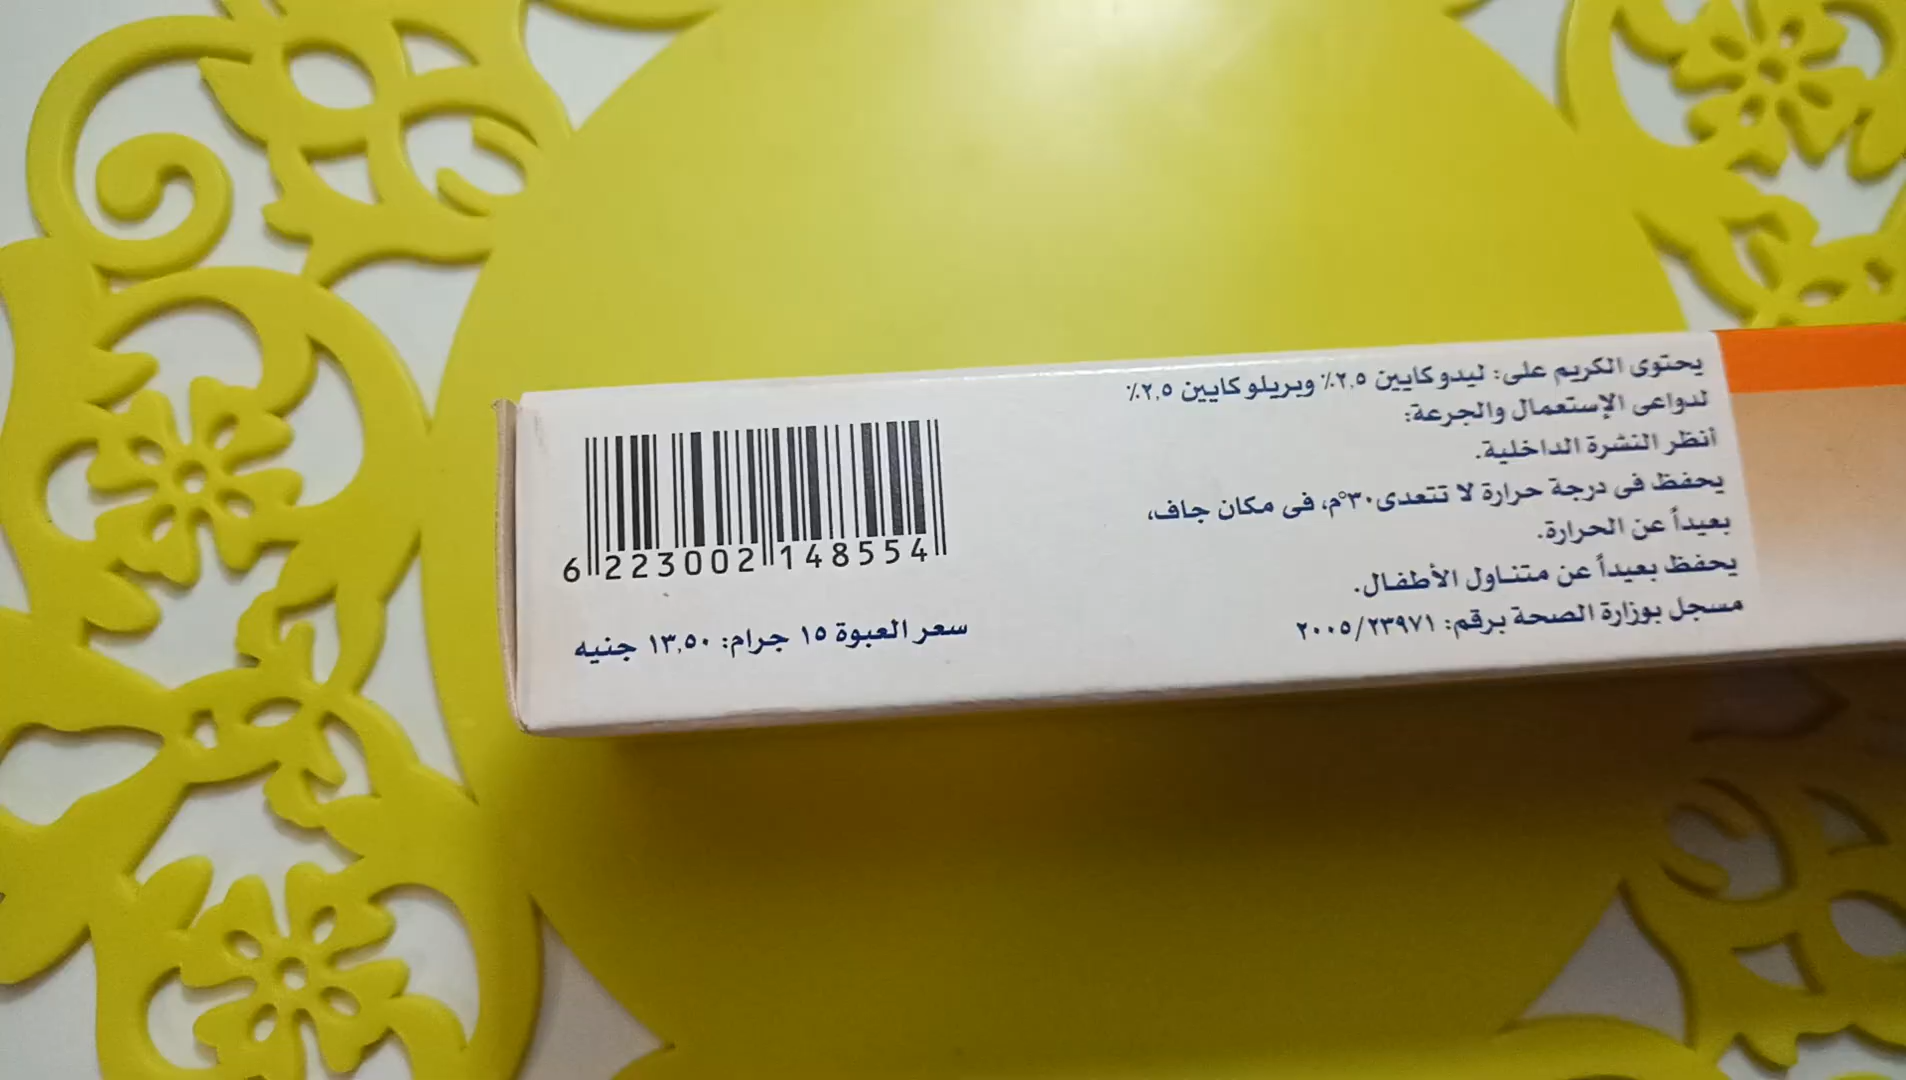 يحتوى الكريم على: ليدوكايين ٢,٥٪ وبريلوكايين ٢,٥٪
لدواعى الإستعمال والجرعة:
أنظر النشرة الداخلية.
يحفظ فى درجة حرارة لا تتعدى ٣٠°م، فى مكان جاف،
بعيداً عن الحرارة.
يحفظ بعيداً عن متناول الأطفال.
مسجل بوزارة الصحة برقم: ٢٠٠٥/٢٣٩٧١
6 223002 148554
سعر العبوة ١٥ جرام: ١٣,٥٠ جنيه